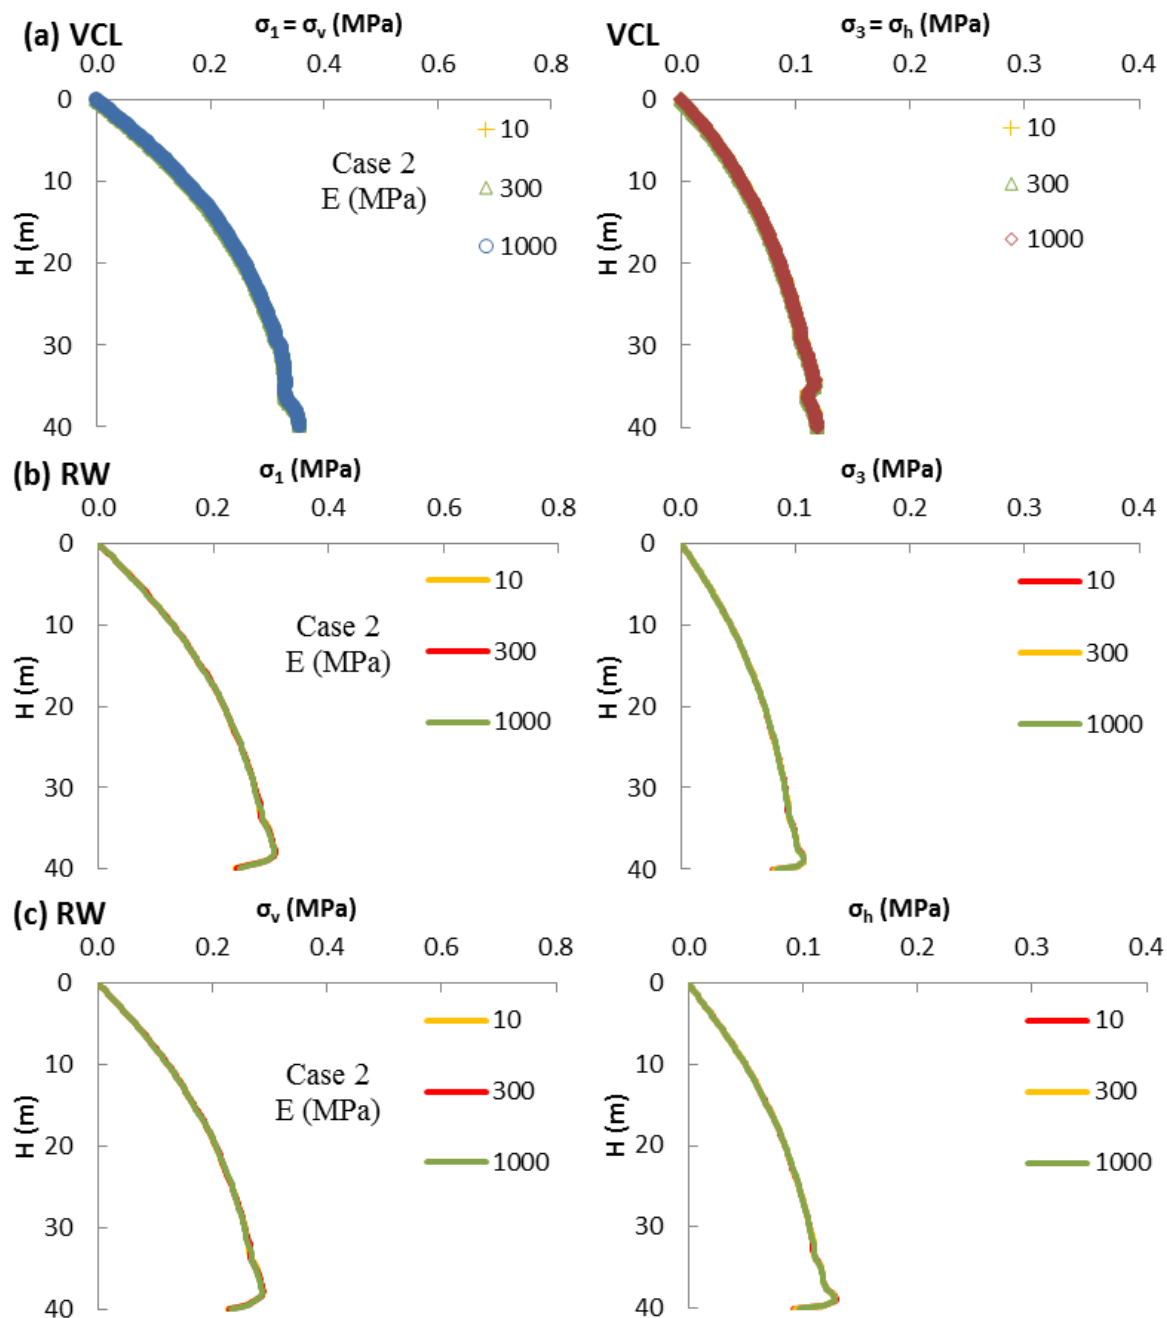 (a) VCL
σ1 = σv (MPa)
0.0 0.2 0.4 0.6 0.8
0
10
20
30
40
H (m)
Case 2
E (MPa)
10
300
1000
VCL
σ3 = σh (MPa)
0.0 0.1 0.2 0.3 0.4
0
10
20
30
40
H (m)
10
300
1000
(b) RW
σ1 (MPa)
0.0 0.2 0.4 0.6 0.8
0
10
20
30
40
H (m)
Case 2
E (MPa)
10
300
1000
σ3 (MPa)
0.0 0.1 0.2 0.3 0.4
0
10
20
30
40
H (m)
10
300
1000
(c) RW
σv (MPa)
0.0 0.2 0.4 0.6 0.8
0
10
20
30
40
H (m)
Case 2
E (MPa)
10
300
1000
σh (MPa)
0.0 0.1 0.2 0.3 0.4
0
10
20
30
40
H (m)
10
300
1000